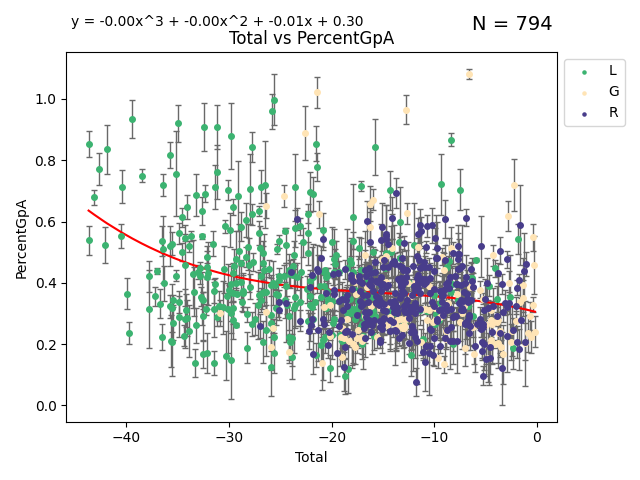 y = -0.00x^3 + -0.00x^2 + -0.01x + 0.30
N = 794
Total vs PercentGpA
L
G
R
PercentGpA
1.0
0.8
0.6
0.4
0.2
0.0
−40
−30
−20
−10
0
Total